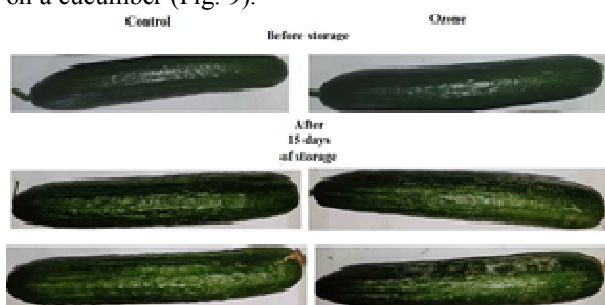 on a cucumber (Fig. 9).
Control
Ozone
Before storage
After
15 days
of storage